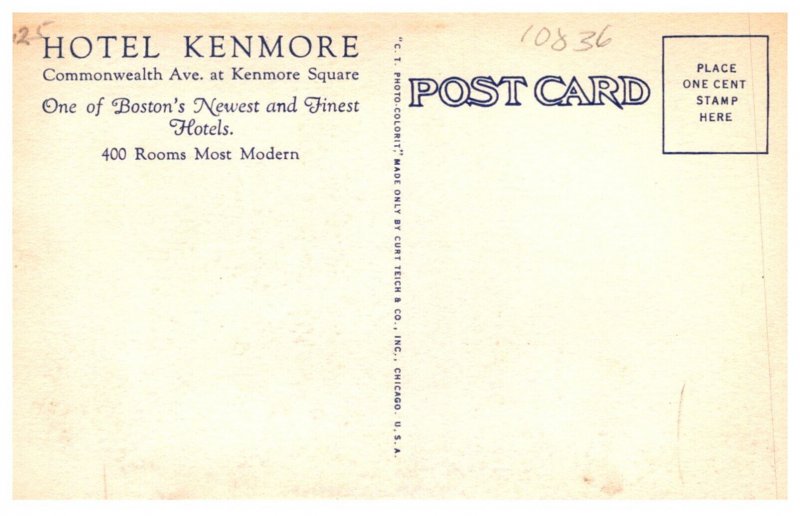 25
HOTEL KENMORE
Commonwealth Ave. at Kenmore Square
One of Boston's Newest and Finest
Hotels.
400 Rooms Most Modern
"C. T. PHOTO-COLORIT," MADE ONLY BY CURT TEICH & CO., INC., CHICAGO. U. S. A.
10836
POST CARD
PLACE
ONE CENT
STAMP
HERE